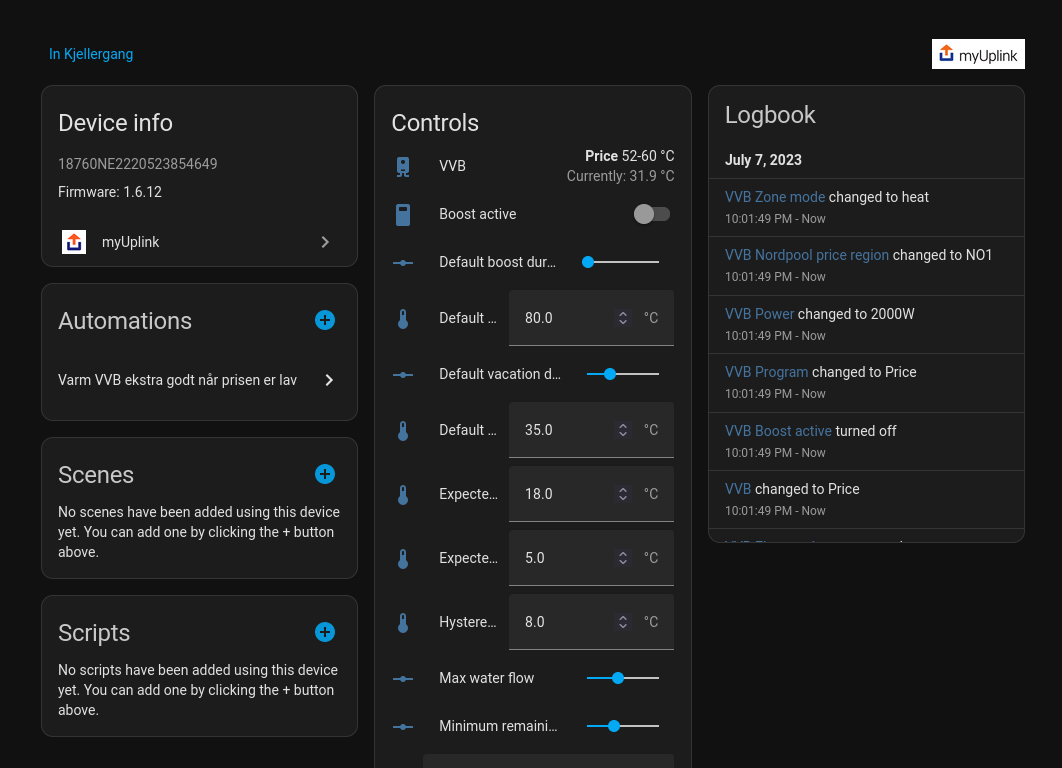 In Kjellergang
myUplink
Device info
18760NE2220523854649
Firmware: 1.6.12
myUplink
Automations
Varm VVB ekstra godt når prisen er lav
Scenes
No scenes have been added using this device
yet. You can add one by clicking the + button
above.
Scripts
No scripts have been added using this device
yet. You can add one by clicking the + button
above.
Controls
VVB
Price 52-60 °C
Currently: 31.9 °C
Boost active
Default boost dur…
Default … 80.0 °C
Default vacation d…
Default … 35.0 °C
Expecte… 18.0 °C
Expecte… 5.0 °C
Hystere… 8.0 °C
Max water flow
Minimum remaini…
Logbook
July 7, 2023
VVB Zone mode changed to heat
10:01:49 PM - Now
VVB Nordpool price region changed to NO1
10:01:49 PM - Now
VVB Power changed to 2000W
10:01:49 PM - Now
VVB Program changed to Price
10:01:49 PM - Now
VVB Boost active turned off
10:01:49 PM - Now
VVB changed to Price
10:01:49 PM - Now